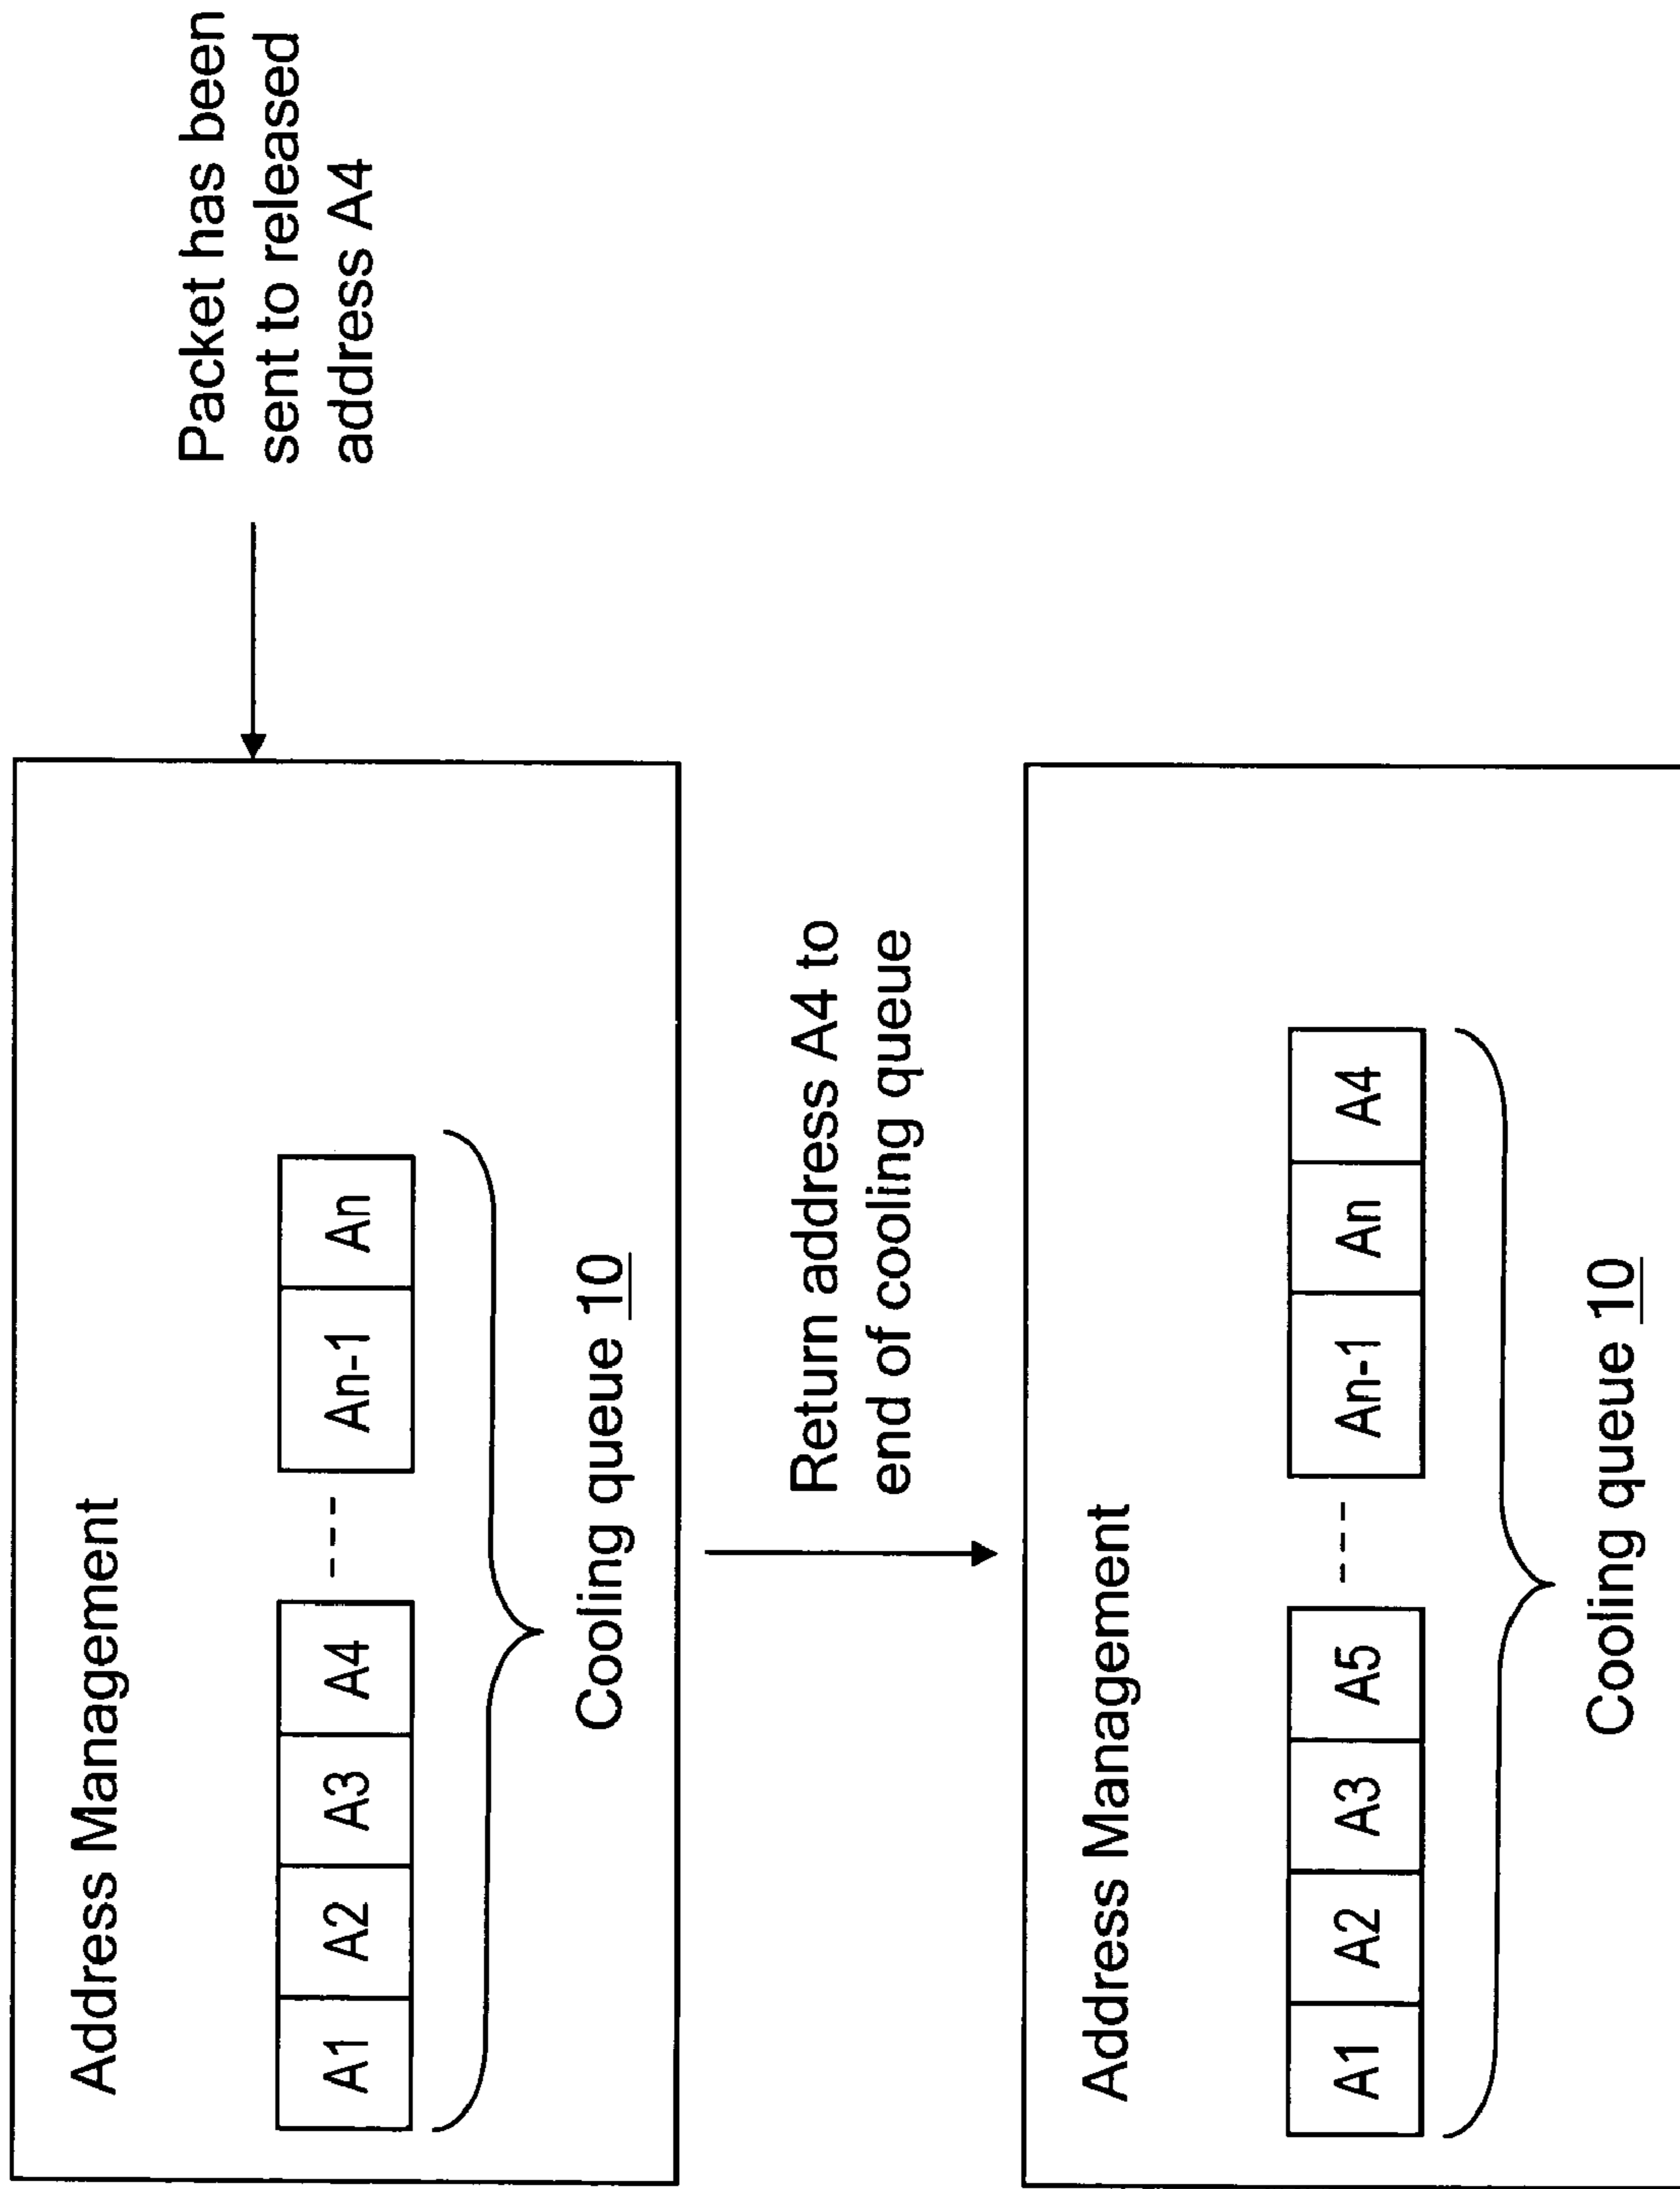 Packet has been
sent to released
address A4
Address Management
A1 A2 A3 A4 ---- An-1 An
Cooling queue 10
Return address A4 to
end of cooling queue
Address Management
A1 A2 A3 A5 --- An-1 An A4
Cooling queue 10